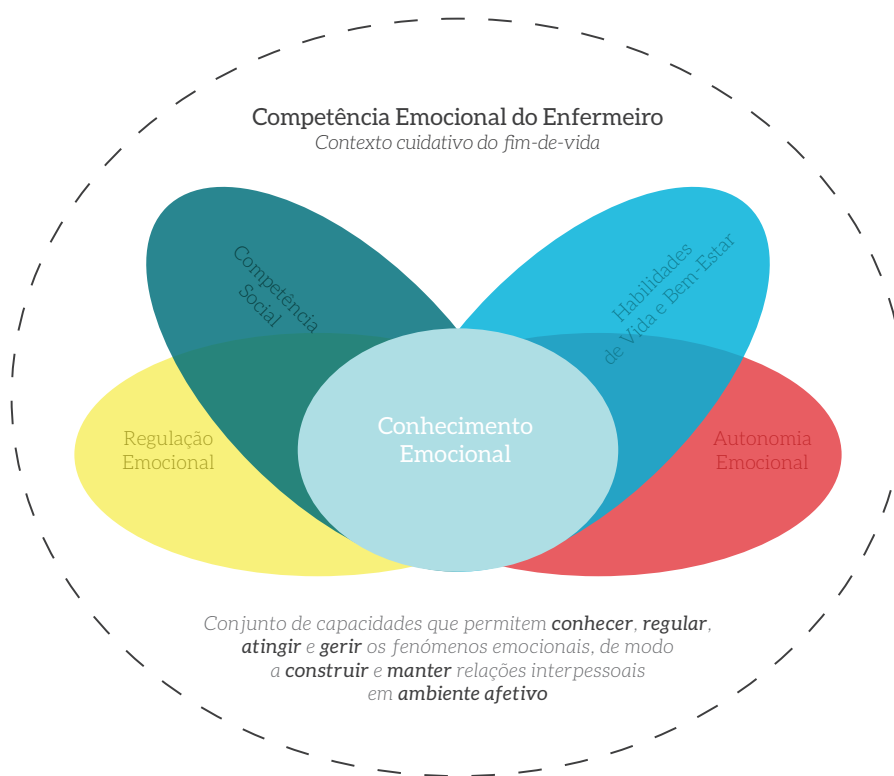 Competência Emocional do Enfermeiro
Contexto cuidativo do fim-de-vida
Competência
Social
Habilidades
de Vida e Bem-Estar
Regulação
Emocional
Conhecimento
Emocional
Autonomia
Emocional
Conjunto de capacidades que permitem conhecer, regular,
atingir e gerir os fenómenos emocionais, de modo
a construir e manter relações interpessoais
em ambiente afetivo